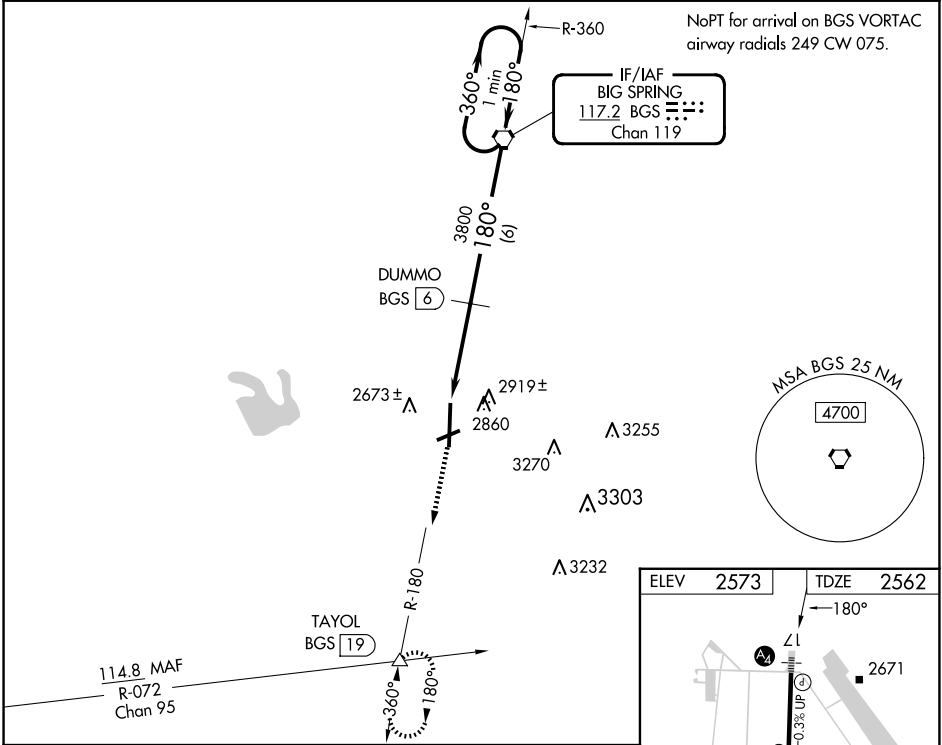 R-360
NoPT for arrival on BGS VORTAC
airway radials 249 CW 075.
360°
1 min
180°
IF/IAF
BIG SPRING
117.2 BGS
Chan 119
3800
180°
(6)
DUMMO
BGS 6
2673±
2919±
2860
3255
3270
3303
3232
MSA BGS 25 NM
4700
R-180
TAYOL
BGS 19
114.8 MAF
R-072
Chan 95
360°
180°
ELEV 2573
TDZE 2562
180°
17
A4
2671
P
0.3% UP